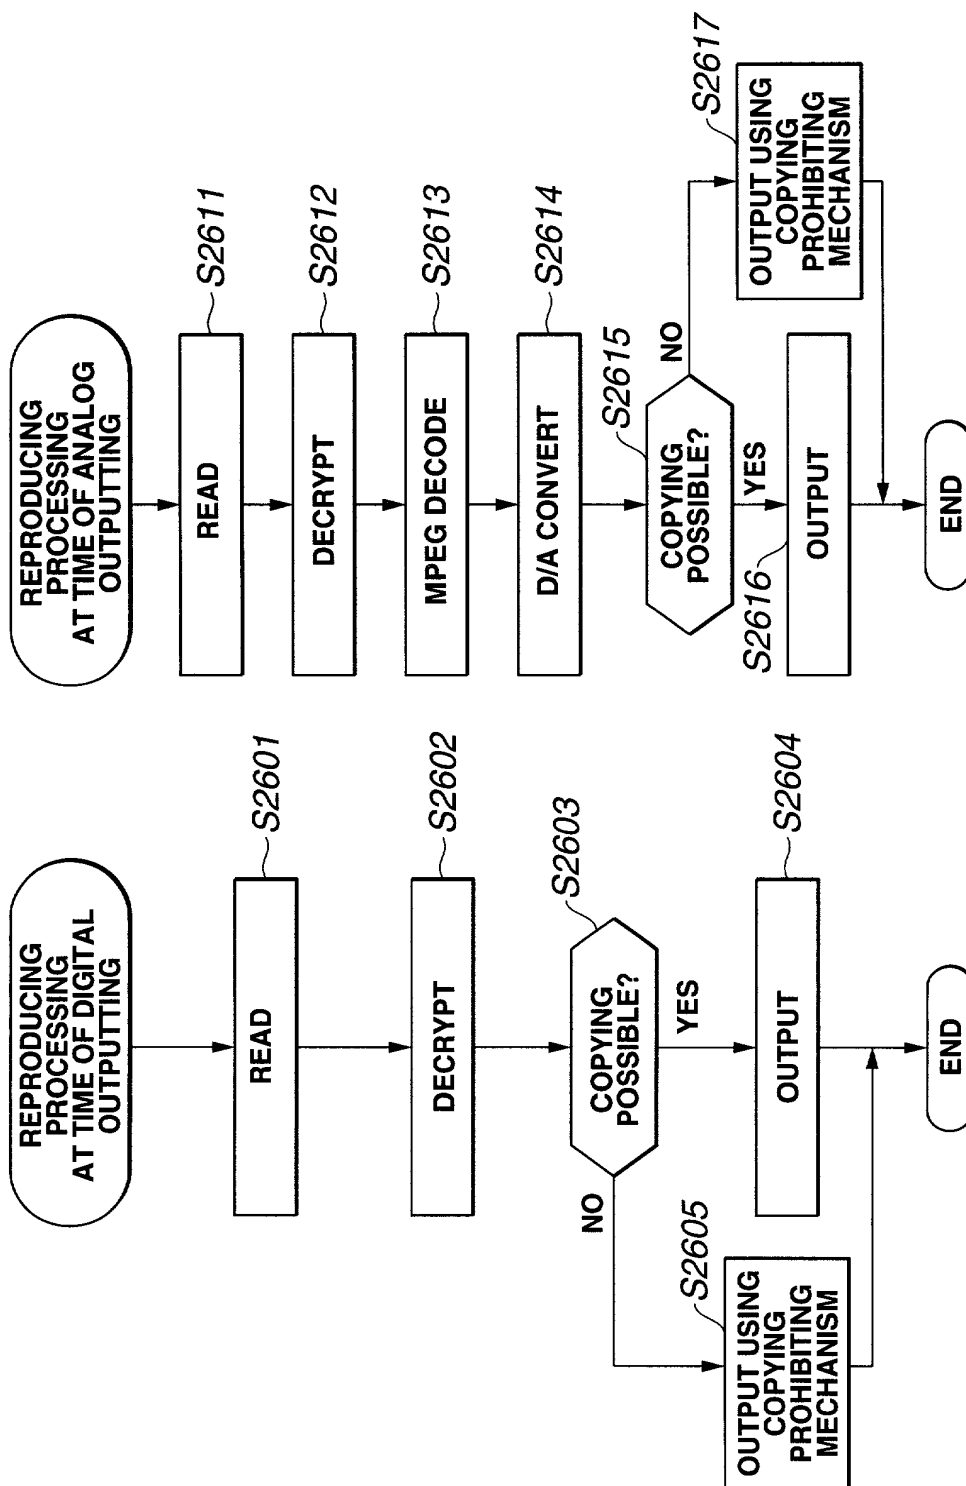 REPRODUCING
PROCESSING
AT TIME OF DIGITAL
OUTPUTTING
READ
S2601
DECRYPT
S2602
COPYING
POSSIBLE?
S2603
NO
YES
OUTPUT
S2604
OUTPUT USING
COPYING
PROHIBITING
MECHANISM
S2605
END
REPRODUCING
PROCESSING
AT TIME OF ANALOG
OUTPUTTING
READ
S2611
DECRYPT
S2612
MPEG DECODE
S2613
D/A CONVERT
S2614
COPYING
POSSIBLE?
S2615
NO
YES
S2616
OUTPUT
OUTPUT USING
COPYING
PROHIBITING
MECHANISM
S2617
END